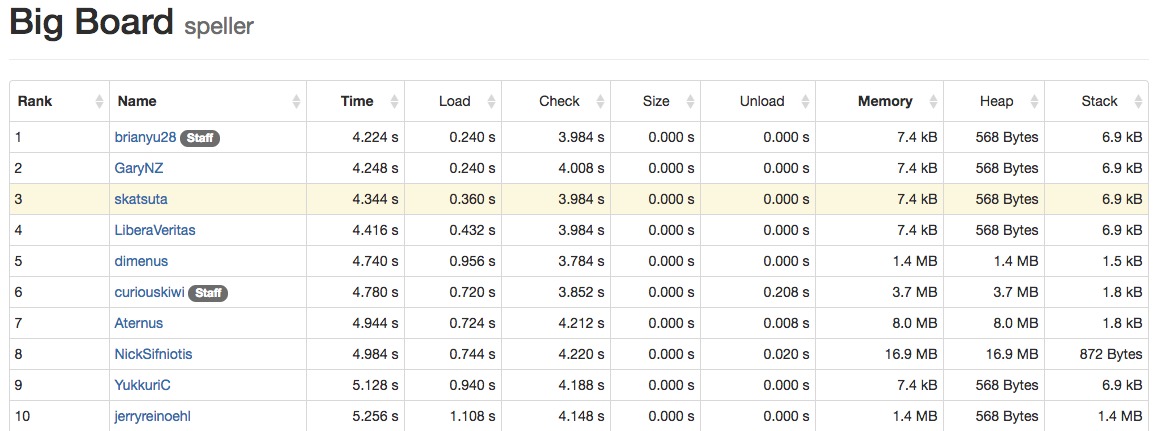 Big Board speller
Rank Name Time Load Check Size Unload Memory Heap Stack
1 brianyu28 Staff 4.224 s 0.240 s 3.984 s 0.000 s 0.000 s 7.4 kB 568 Bytes 6.9 kB
2 GaryNZ 4.248 s 0.240 s 4.008 s 0.000 s 0.000 s 7.4 kB 568 Bytes 6.9 kB
3 skatsuta 4.344 s 0.360 s 3.984 s 0.000 s 0.000 s 7.4 kB 568 Bytes 6.9 kB
4 LiberaVeritas 4.416 s 0.432 s 3.984 s 0.000 s 0.000 s 7.4 kB 568 Bytes 6.9 kB
5 dimenus 4.740 s 0.956 s 3.784 s 0.000 s 0.000 s 1.4 MB 1.4 MB 1.5 kB
6 curiouskiwi Staff 4.780 s 0.720 s 3.852 s 0.000 s 0.208 s 3.7 MB 3.7 MB 1.8 kB
7 Aternus 4.944 s 0.724 s 4.212 s 0.000 s 0.008 s 8.0 MB 8.0 MB 1.8 kB
8 NickSifniotis 4.984 s 0.744 s 4.220 s 0.000 s 0.020 s 16.9 MB 16.9 MB 872 Bytes
9 YukkuriC 5.128 s 0.940 s 4.188 s 0.000 s 0.000 s 7.4 kB 568 Bytes 6.9 kB
10 jerryreinoehl 5.256 s 1.108 s 4.148 s 0.000 s 0.000 s 1.4 MB 568 Bytes 1.4 MB